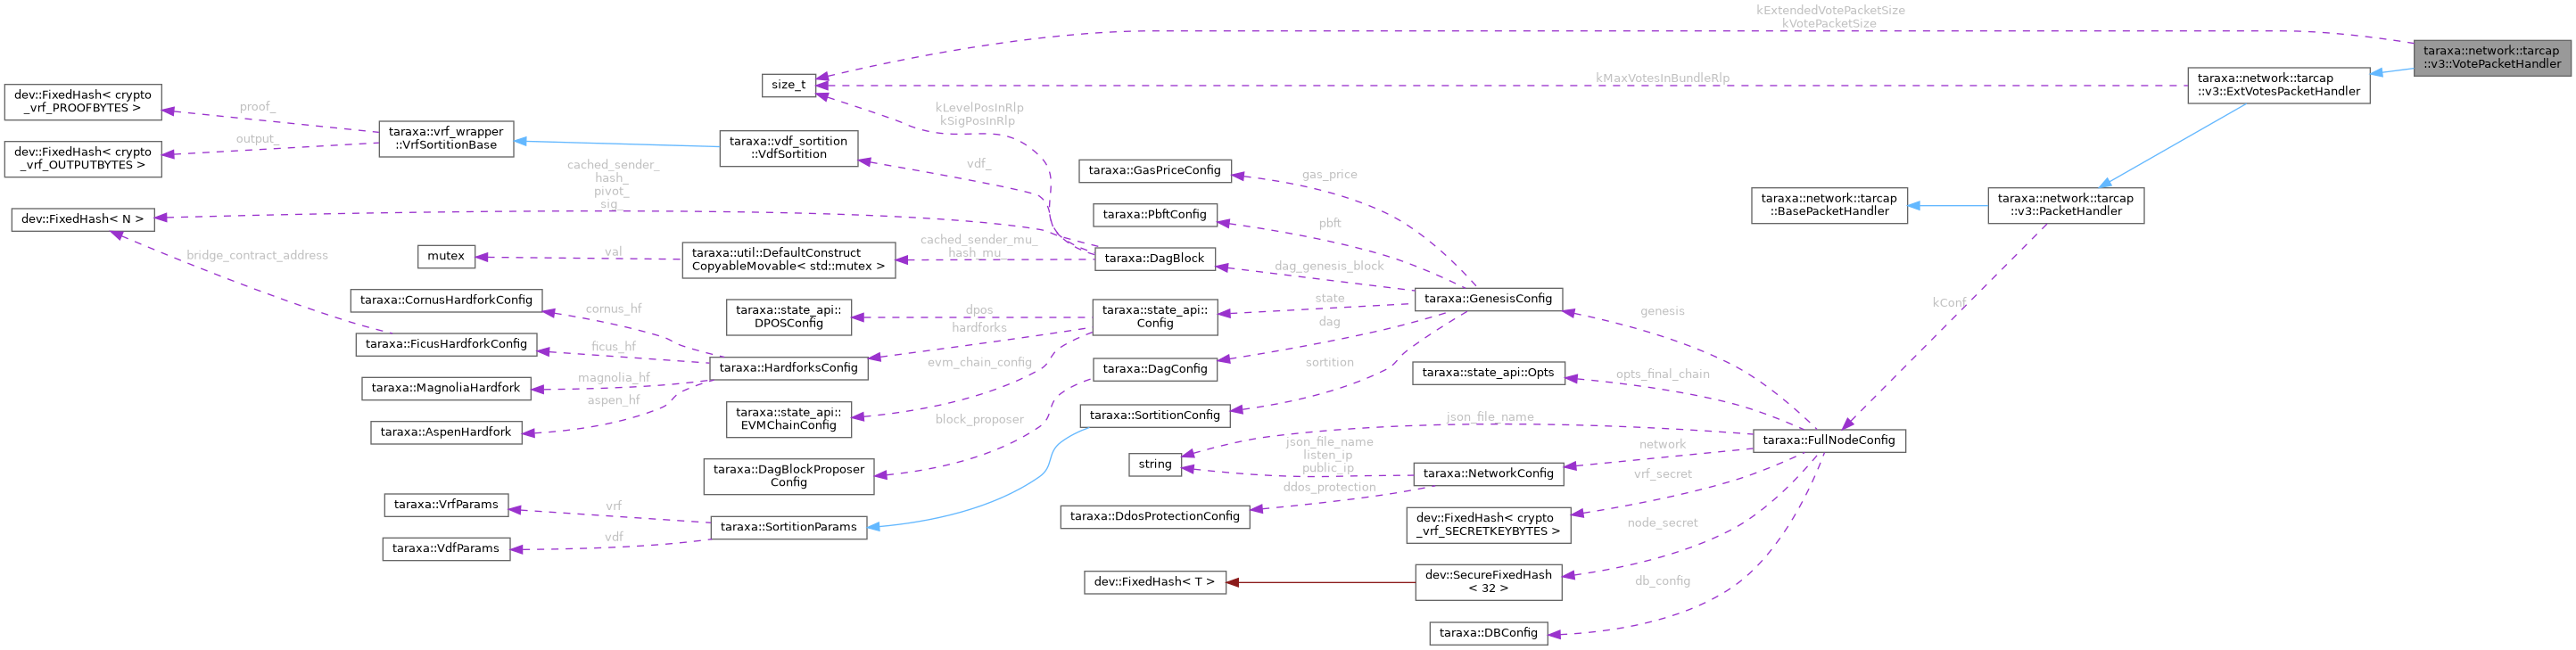 kExtendedVotePacketSize
kVotePacketSize
taraxa::network::tarcap
::v3::VotePacketHandler
size_t
kMaxVotesInBundleRlp
taraxa::network::tarcap
::v3::ExtVotesPacketHandler
dev::FixedHash< crypto
_vrf_PROOFBYTES >
proof_
kLevelPosInRlp
kSigPosInRlp
taraxa::vrf_wrapper
::VrfSortitionBase
output_
dev::FixedHash< crypto
_vrf_OUTPUTBYTES >
taraxa::vdf_sortition
::VdfSortition
vdf_
cached_sender_
hash_
pivot_
sig_
taraxa::GasPriceConfig
gas_price
taraxa::PbftConfig
pbft
taraxa::network::tarcap
::BasePacketHandler
taraxa::network::tarcap
::v3::PacketHandler
dev::FixedHash< N >
bridge_contract_address
mutex
val
taraxa::util::DefaultConstruct
CopyableMovable< std::mutex >
cached_sender_mu_
hash_mu_
taraxa::DagBlock
dag_genesis_block
taraxa::CornusHardforkConfig
cornus_hf
taraxa::state_api::
DPOSConfig
dpos
taraxa::state_api::
Config
state
taraxa::GenesisConfig
genesis
kConf
taraxa::FicusHardforkConfig
ficus_hf
hardforks
dag
taraxa::HardforksConfig
evm_chain_config
taraxa::DagConfig
sortition
taraxa::state_api::Opts
opts_final_chain
taraxa::MagnoliaHardfork
magnolia_hf
aspen_hf
taraxa::AspenHardfork
taraxa::state_api::
EVMChainConfig
block_proposer
taraxa::SortitionConfig
json_file_name
taraxa::FullNodeConfig
string
json_file_name
listen_ip
public_ip
network
taraxa::NetworkConfig
vrf_secret
taraxa::DagBlockProposer
Config
ddos_protection
taraxa::DdosProtectionConfig
taraxa::VrfParams
vrf
taraxa::SortitionParams
dev::FixedHash< crypto
_vrf_SECRETKEYBYTES >
node_secret
taraxa::VdfParams
vdf
dev::FixedHash< T >
dev::SecureFixedHash
< 32 >
db_config
taraxa::DBConfig